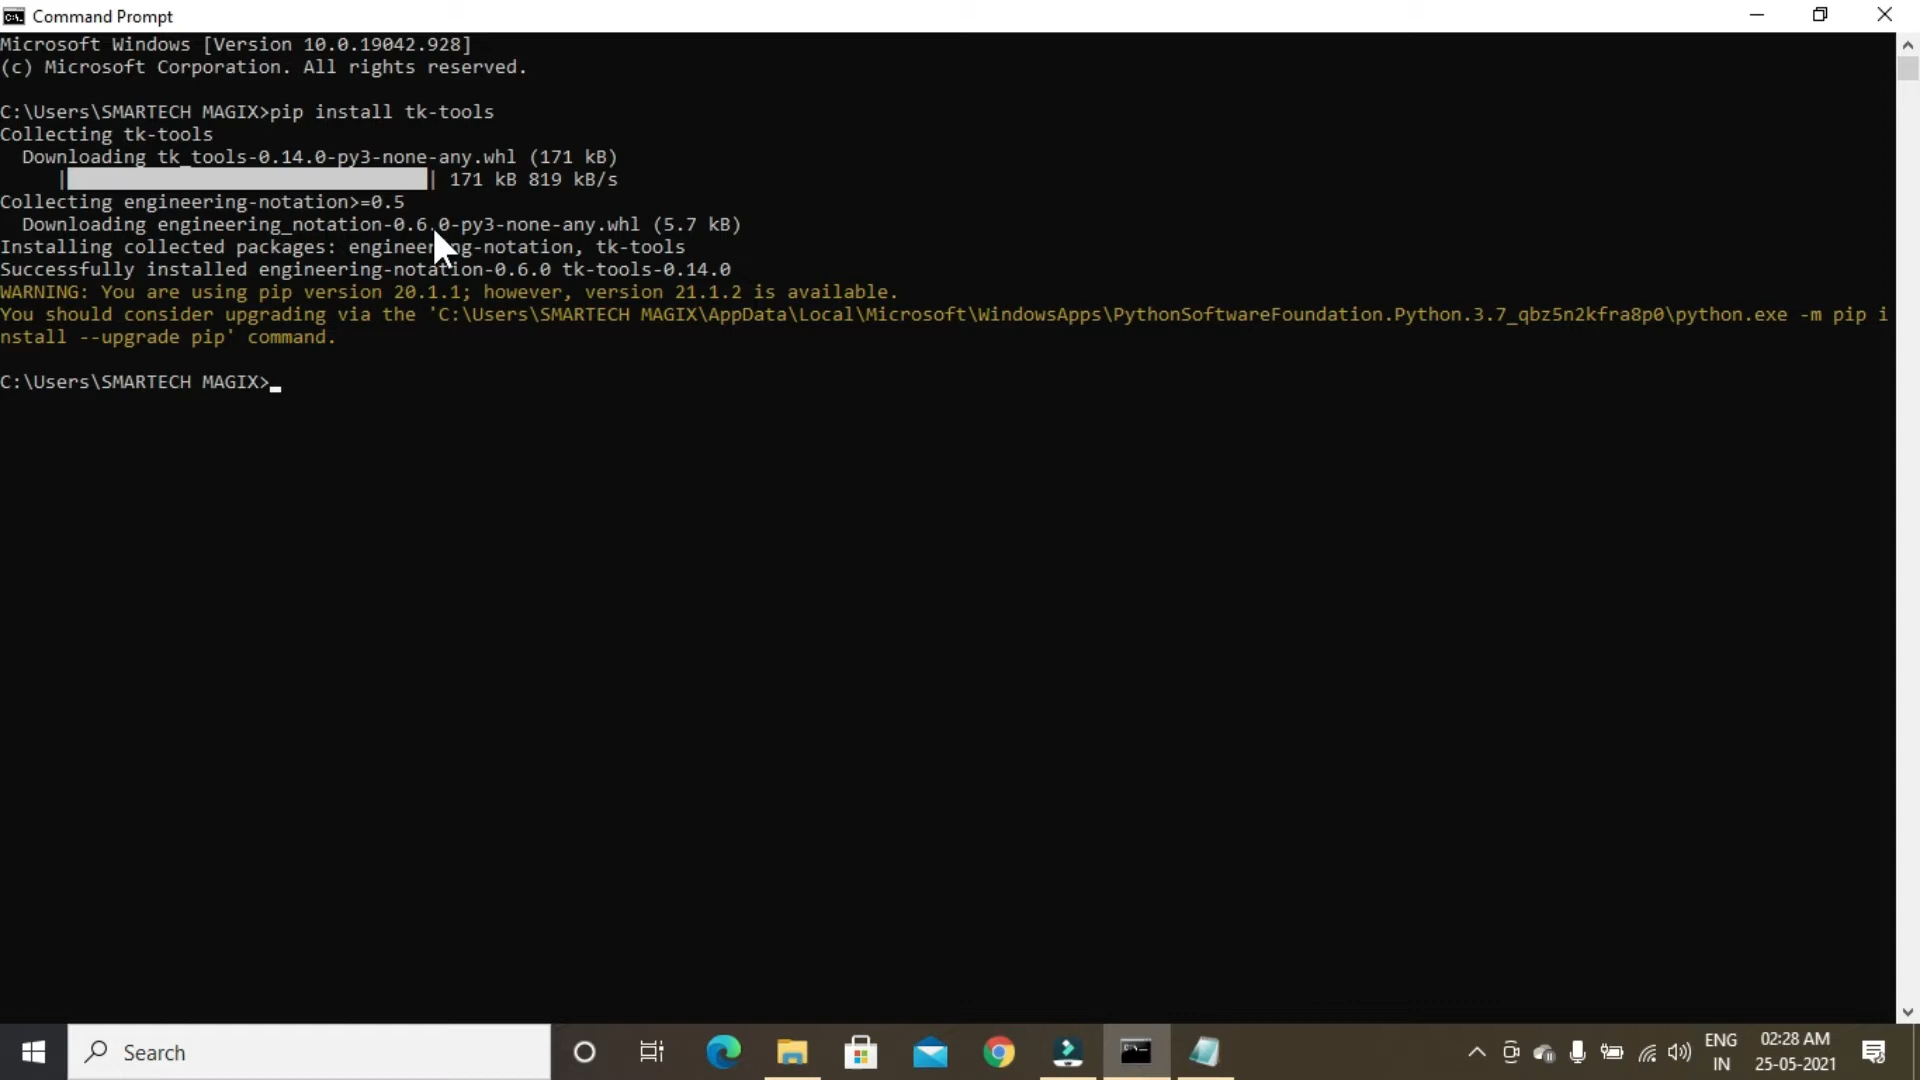 Command Prompt
Microsoft Windows [Version 10.0.19042.928]
(c) Microsoft Corporation. All rights reserved.
C:\Users\SMARTECH MAGIX>pip install tk-tools
Collecting tk-tools
Downloading tk_tools-0.14.0-py3-none-any.whl (171 kB)
| | 171 kB 819 kB/s
Collecting engineering-notation>=0.5
Downloading engineering_notation-0.6.0-py3-none-any.whl (5.7 kB)
Installing collected packages: engineering-notation, tk-tools
Successfully installed engineering-notation-0.6.0 tk-tools-0.14.0
WARNING: You are using pip version 20.1.1; however, version 21.1.2 is available.
You should consider upgrading via the 'C:\Users\SMARTECH MAGIX\AppData\Local\Microsoft\WindowsApps\PythonSoftwareFoundation.Python.3.7_qbz5n2kfra8p0\python.exe -m pip i
nstall --upgrade pip' command.
C:\Users\SMARTECH MAGIX>
Search
ENG
IN
02:28 AM
25-05-2021